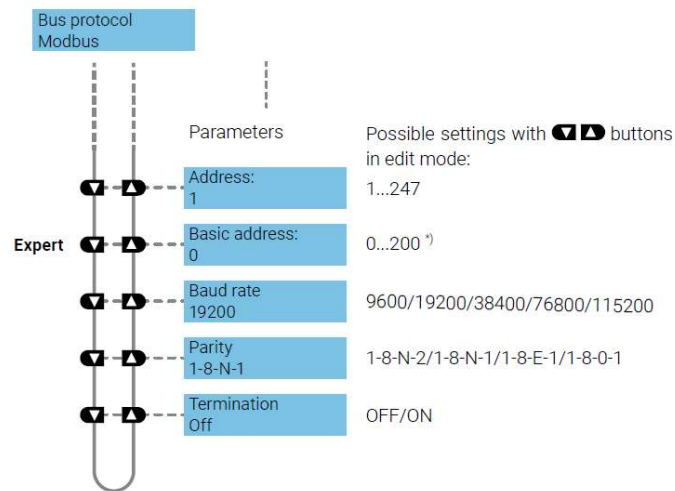 Bus protocol
Modbus
Parameters
Possible settings with ▼ ▲ buttons
in edit mode:
Address:
1
1...247
Expert
Basic address:
0
0...200 *)
Baud rate
19200
9600/19200/38400/76800/115200
Parity
1-8-N-1
1-8-N-2/1-8-N-1/1-8-E-1/1-8-0-1
Termination
Off
OFF/ON